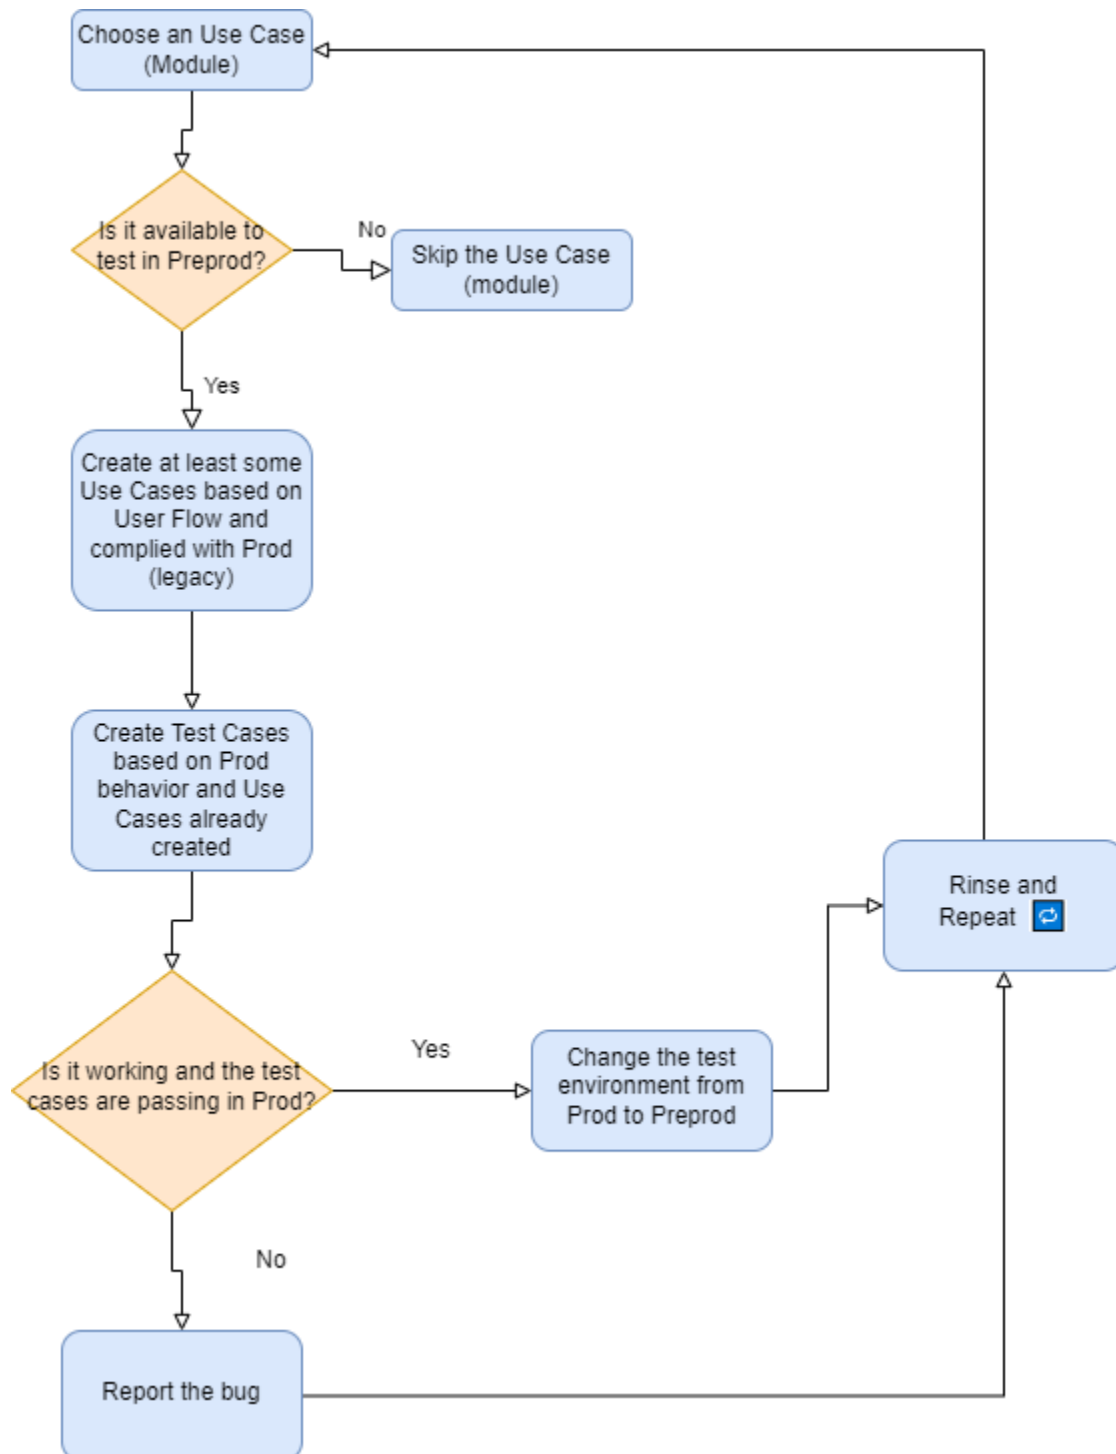 Choose an Use Case
(Module)
Is it available to
test in Preprod?
No
Skip the Use Case
(module)
Yes
Create at least some
Use Cases based on
User Flow and
complied with Prod
(legacy)
Create Test Cases
based on Prod
behavior and Use
Cases already
created
Rinse and
Repeat
Is it working and the test
cases are passing in Prod?
Yes
Change the test
environment from
Prod to Preprod
No
Report the bug